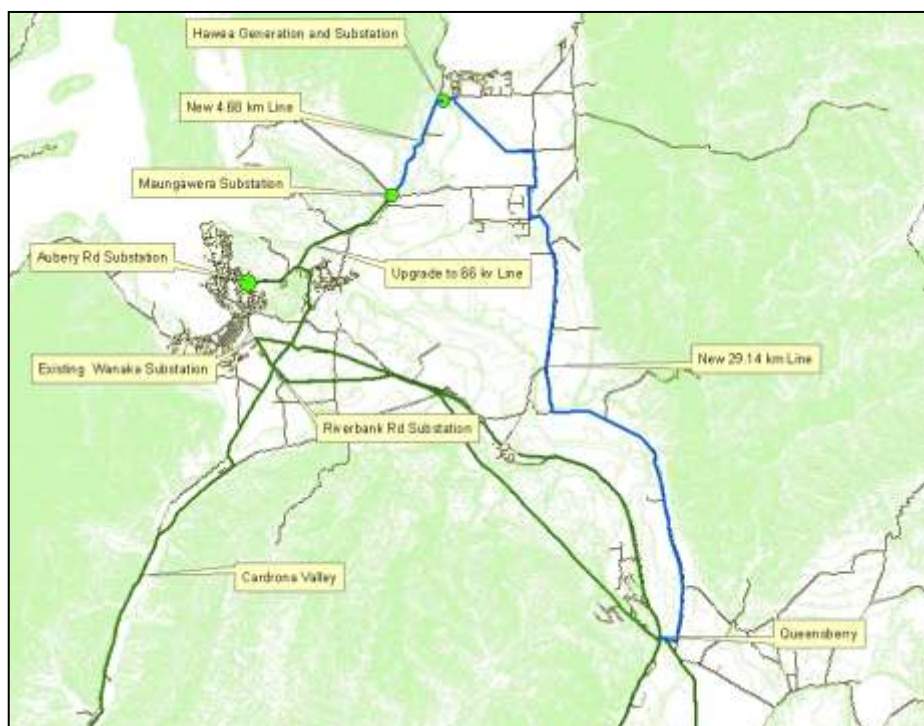 Hawea Generation and Substation
New 4.68 km Line
Maungawera Substation
Aubery Rd Substation
Upgrade to 66 kv Line
Existing Wanaka Substation
New 29.14 km Line
Riverbank Rd Substation
Cardrona Valley
Queensberry